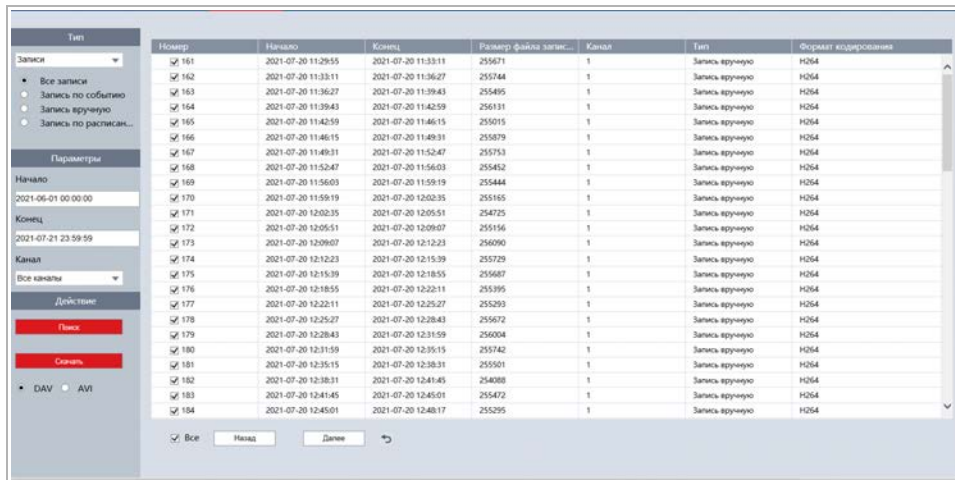 Тип
Записи
Все записи
Запись по событию
Запись вручную
Запись по расписан...
Параметры
Начало
2021-06-01 00:00:00
Конец
2021-07-21 23:59:59
Канал
Все каналы
Действие
Поиск
Скачать
DAV AVI
Номер Начало Конец Размер файла запис... Канал Тип Формат кодирования
161 2021-07-20 11:29:55 2021-07-20 11:33:11 255671 1 Запись вручную H264
162 2021-07-20 11:33:11 2021-07-20 11:36:27 255744 1 Запись вручную H264
163 2021-07-20 11:36:27 2021-07-20 11:39:43 255495 1 Запись вручную H264
164 2021-07-20 11:39:43 2021-07-20 11:42:59 256131 1 Запись вручную H264
165 2021-07-20 11:42:59 2021-07-20 11:46:15 255015 1 Запись вручную H264
166 2021-07-20 11:46:15 2021-07-20 11:49:31 255879 1 Запись вручную H264
167 2021-07-20 11:49:31 2021-07-20 11:52:47 255753 1 Запись вручную H264
168 2021-07-20 11:52:47 2021-07-20 11:56:03 255452 1 Запись вручную H264
169 2021-07-20 11:56:03 2021-07-20 11:59:19 255444 1 Запись вручную H264
170 2021-07-20 11:59:19 2021-07-20 12:02:35 255165 1 Запись вручную H264
171 2021-07-20 12:02:35 2021-07-20 12:05:51 254725 1 Запись вручную H264
172 2021-07-20 12:05:51 2021-07-20 12:09:07 255156 1 Запись вручную H264
173 2021-07-20 12:09:07 2021-07-20 12:12:23 256090 1 Запись вручную H264
174 2021-07-20 12:12:23 2021-07-20 12:15:39 255729 1 Запись вручную H264
175 2021-07-20 12:15:39 2021-07-20 12:18:55 255687 1 Запись вручную H264
176 2021-07-20 12:18:55 2021-07-20 12:22:11 255395 1 Запись вручную H264
177 2021-07-20 12:22:11 2021-07-20 12:25:27 255293 1 Запись вручную H264
178 2021-07-20 12:25:27 2021-07-20 12:28:43 255672 1 Запись вручную H264
179 2021-07-20 12:28:43 2021-07-20 12:31:59 256004 1 Запись вручную H264
180 2021-07-20 12:31:59 2021-07-20 12:35:15 255742 1 Запись вручную H264
181 2021-07-20 12:35:15 2021-07-20 12:38:31 255501 1 Запись вручную H264
182 2021-07-20 12:38:31 2021-07-20 12:41:45 254088 1 Запись вручную H264
183 2021-07-20 12:41:45 2021-07-20 12:45:01 255472 1 Запись вручную H264
184 2021-07-20 12:45:01 2021-07-20 12:48:17 255295 1 Запись вручную H264
Все Назад Далее